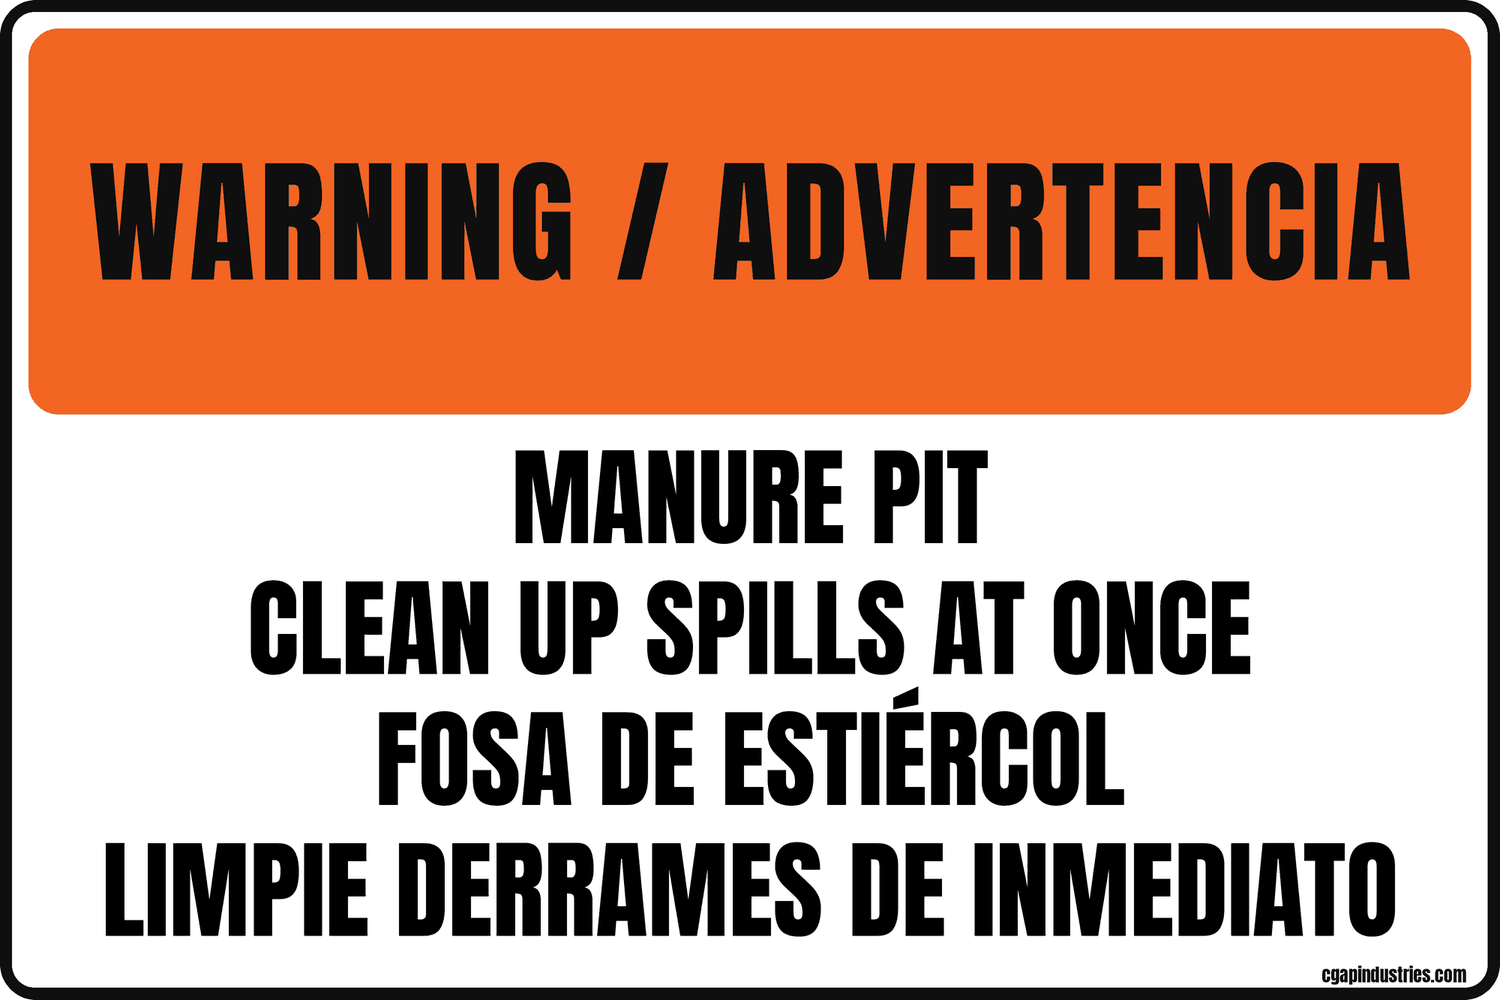 WARNING / ADVERTENCIA
MANURE PIT
CLEAN UP SPILLS AT ONCE
FOSA DE ESTIÉRCOL
LIMPIE DERRAMES DE INMEDIATO
cgapindustries.com